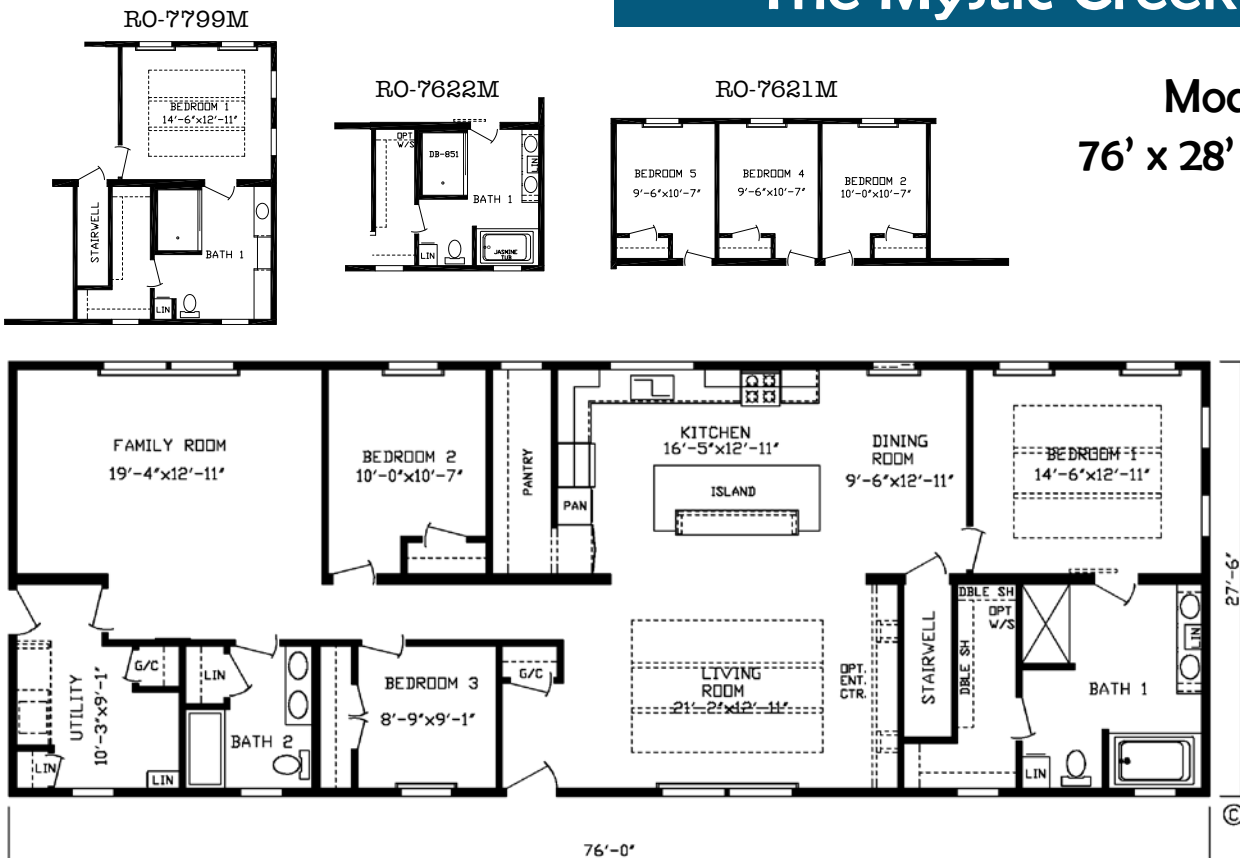 The Mystic Creek
RO-7799M
BEDROOM 1
14'-6"x12'-11"
STAIRWELL
BATH 1
LIN
RO-7622M
OPT
W/S
DB-851
LIN
BATH 1
LIN
JASMINE
TUB
RO-7621M
BEDROOM 5
9'-6"x10'-7"
BEDROOM 4
9'-6"x10'-7"
BEDROOM 2
10'-0"x10'-7"
76' x 28'
FAMILY ROOM
19'-4"x12'-11"
BEDROOM 2
10'-0"x10'-7"
PANTRY
PAN
KITCHEN
16'-5"x12'-11"
ISLAND
DINING
ROOM
9'-6"x12'-11"
BEDROOM 1
14'-6"x12'-11"
27'-6"
UTILITY
10'-3"x9'-1"
G/C
LIN
LIN
LIN
BATH 2
BEDROOM 3
8'-9"x9'-1"
G/C
LIVING
ROOM
21'-2"x12'-11"
OPT.
ENT.
CTR.
STAIRWELL
DBLE SH
OPT
W/S
DBLE SH
LIN
BATH 1
LIN
©
76'-0"